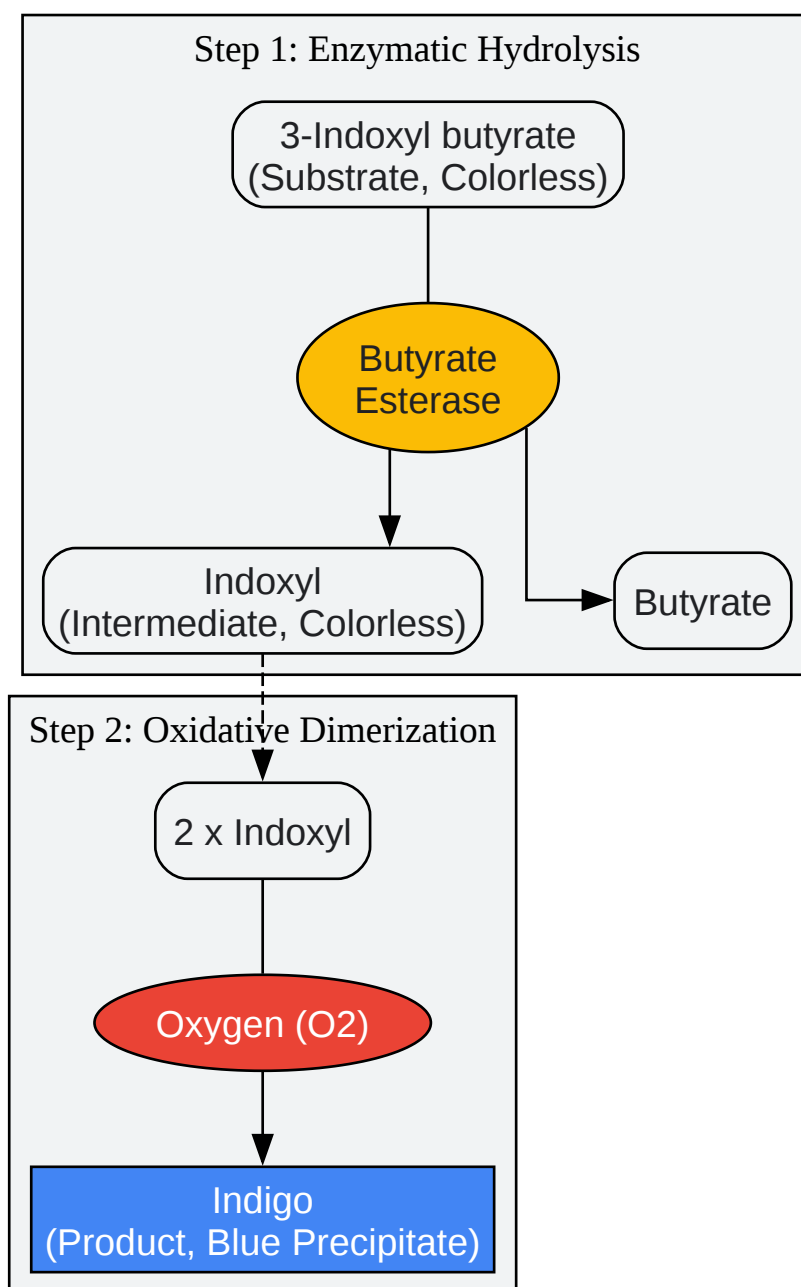 Step 1: Enzymatic Hydrolysis
3-Indoxyl butyrate
(Substrate, Colorless)
Butyrate
Esterase
Indoxyl
(Intermediate, Colorless)
Butyrate
Step 2: Oxidative Dimerization
2 x Indoxyl
Oxygen (O2)
Indigo
(Product, Blue Precipitate)